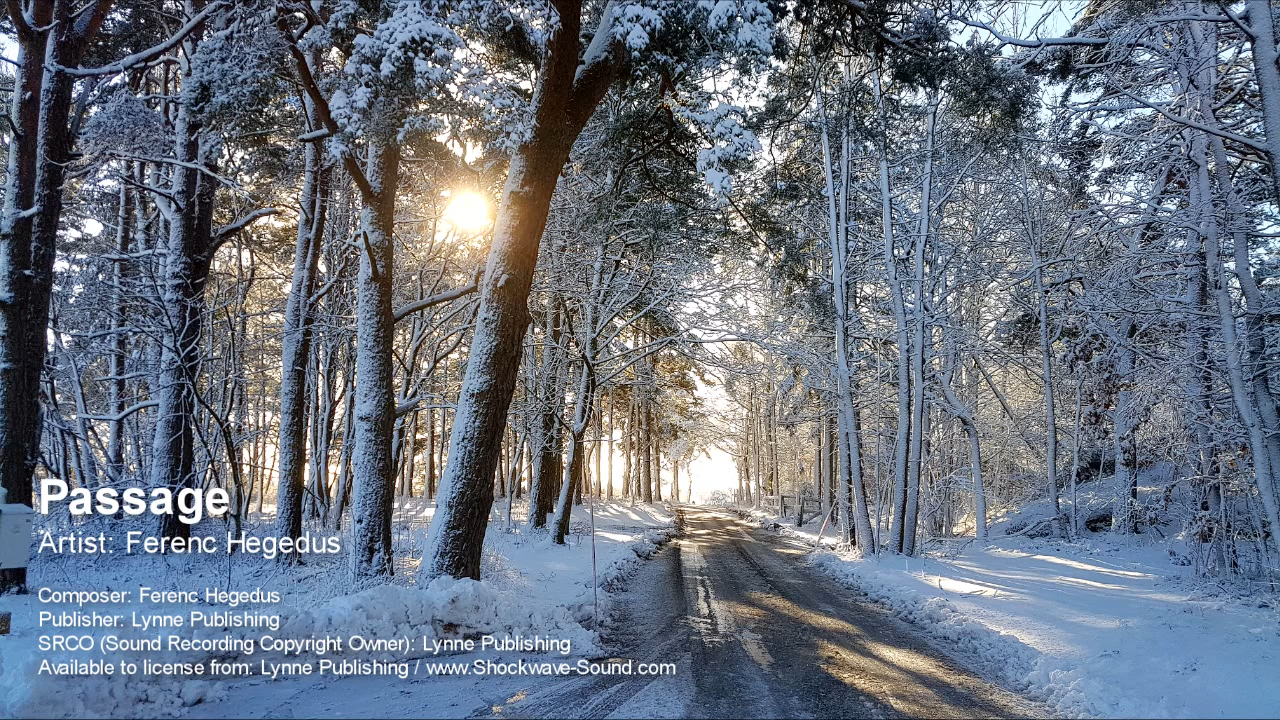 Passage
Artist: Ferenc Hegedus
Composer: Ferenc Hegedus
Publisher: Lynne Publishing
SRCO (Sound Recording Copyright Owner): Lynne Publishing
Available to license from: Lynne Publishing / www.Shockwave-Sound.com